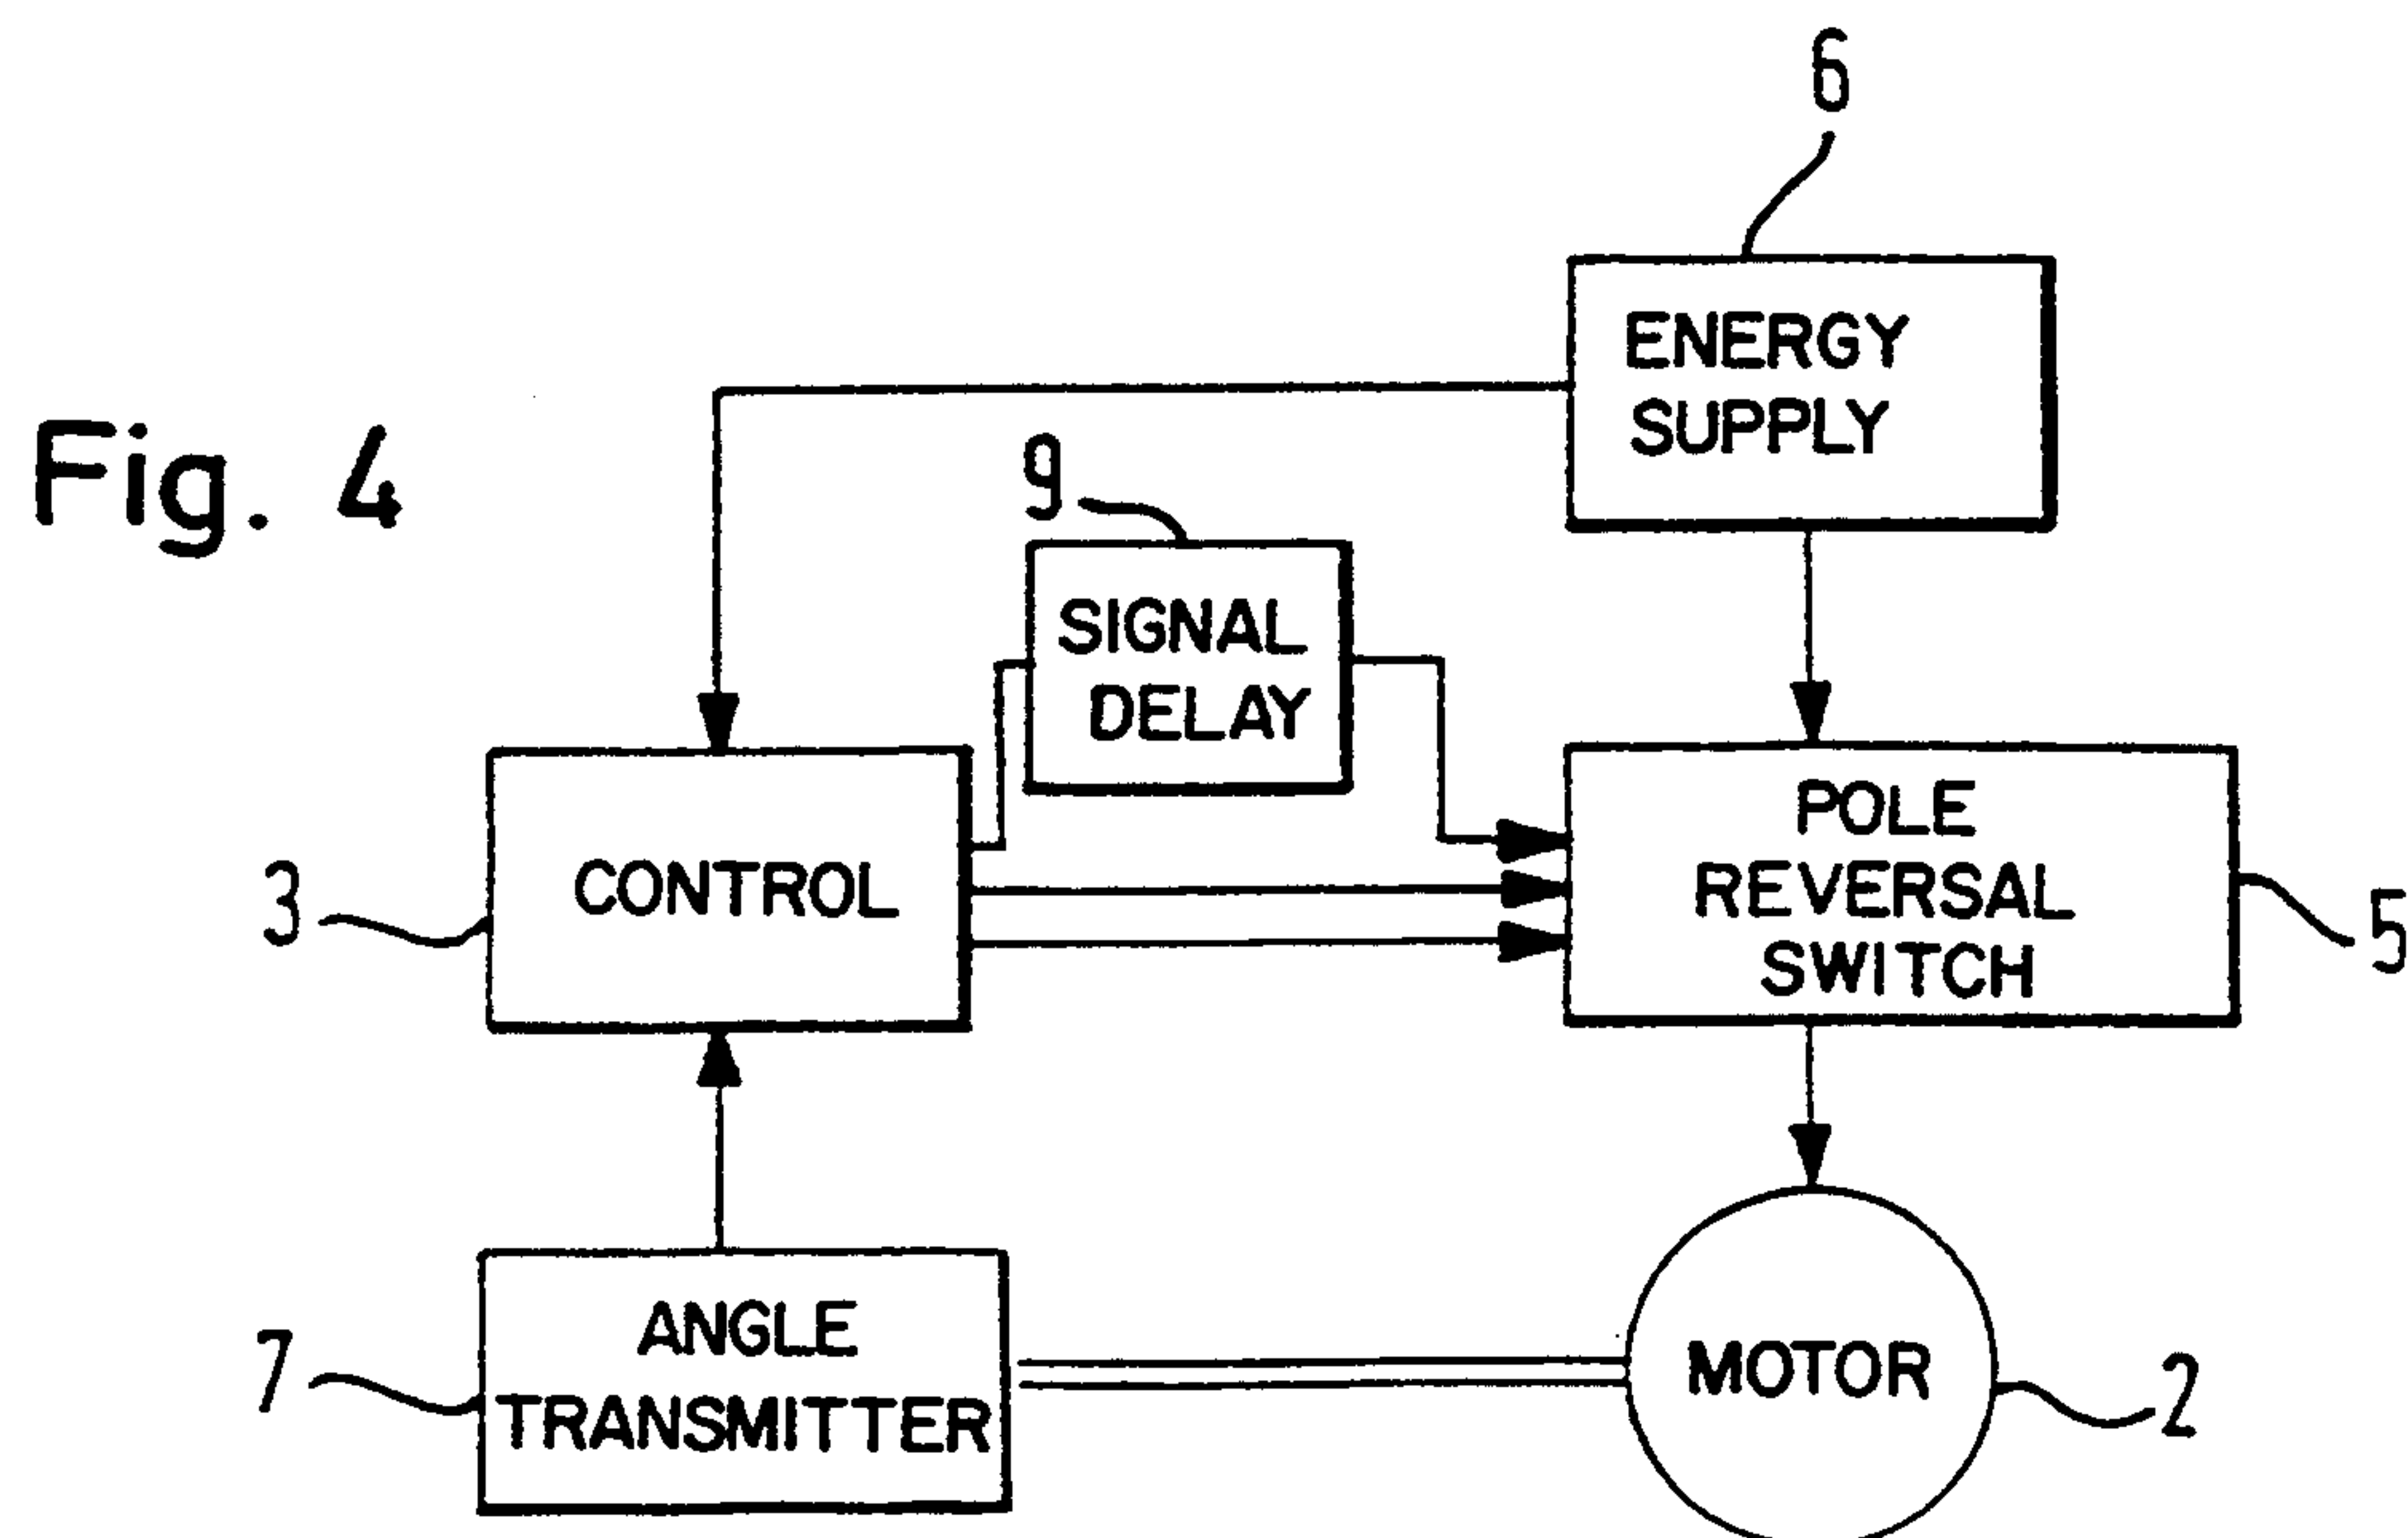 6
ENERGY
SUPPLY
Fig. 4
9
SIGNAL
DELAY
POLE
REVERSAL
SWITCH
CONTROL
3
5
ANGLE
TRANSMITTER
7
MOTOR
2